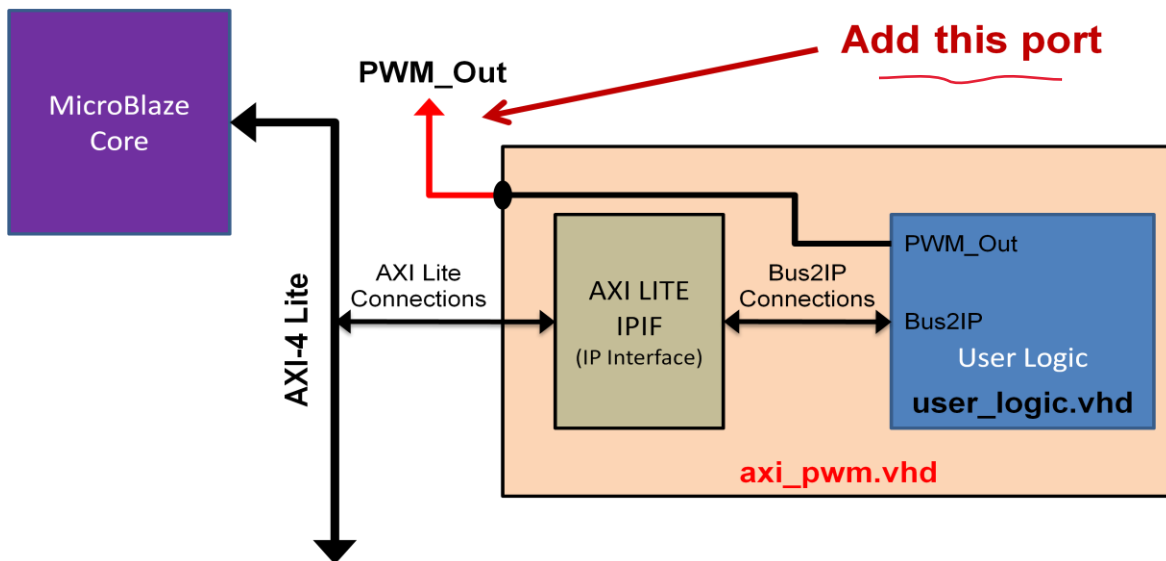 Add this port
PWM_Out
MicroBlaze
Core
PWM_Out
AXI Lite
Connections
AXI LITE
IPIF
(IP Interface)
Bus2IP
Connections
Bus2IP
User Logic
user_logic.vhd
AXI-4 Lite
axi_pwm.vhd